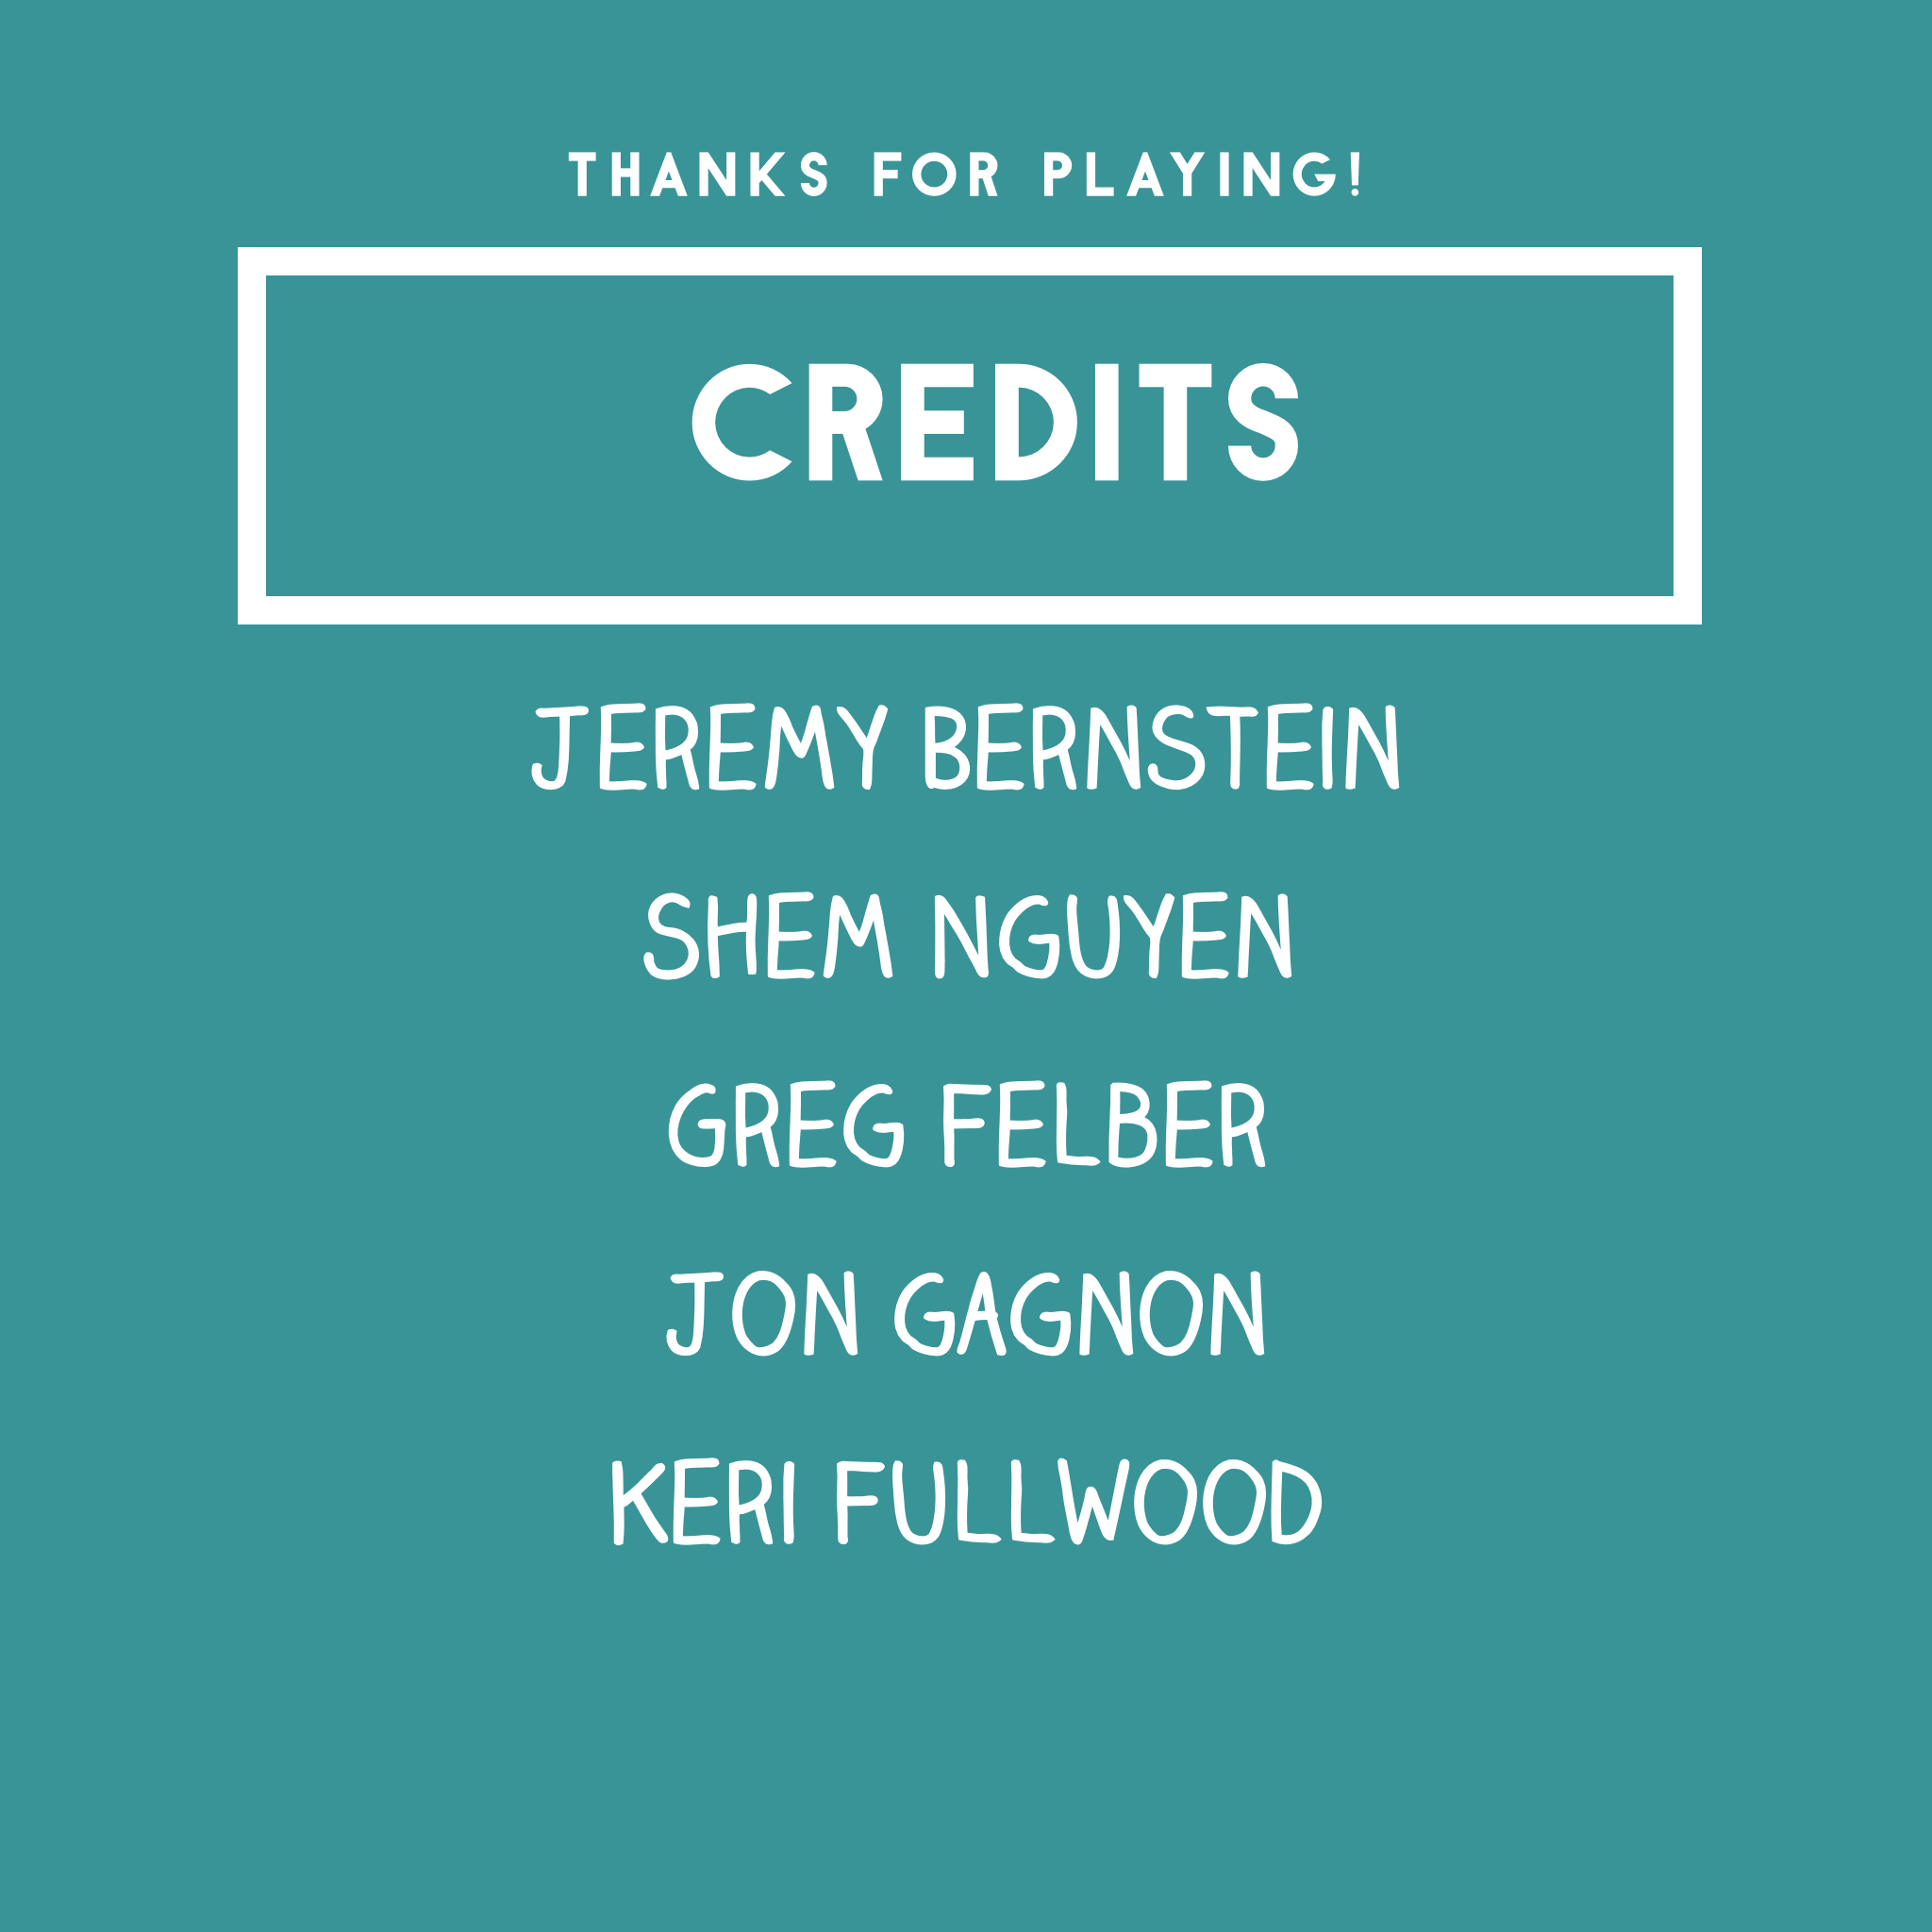 THANKS FOR PLAYING!
CREDITS
JEREMY BERNSTEIN
SHEM NGUYEN
GREG FELBER
JON GAGNON
KERI FULLWOOD